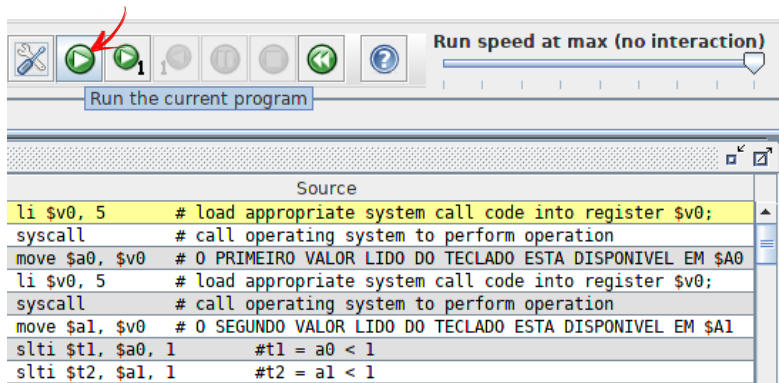 Run speed at max (no interaction)
1 1
Run the current program
Source
li $v0, 5 # load appropriate system call code into register $v0;
syscall # call operating system to perform operation
move $a0, $v0 # O PRIMEIRO VALOR LIDO DO TECLADO ESTA DISPONIVEL EM $A0
li $v0, 5 # load appropriate system call code into register $v0;
syscall # call operating system to perform operation
move $a1, $v0 # O SEGUNDO VALOR LIDO DO TECLADO ESTA DISPONIVEL EM $A1
slti $t1, $a0, 1 #t1 = a0 < 1
slti $t2, $a1, 1 #t2 = a1 < 1